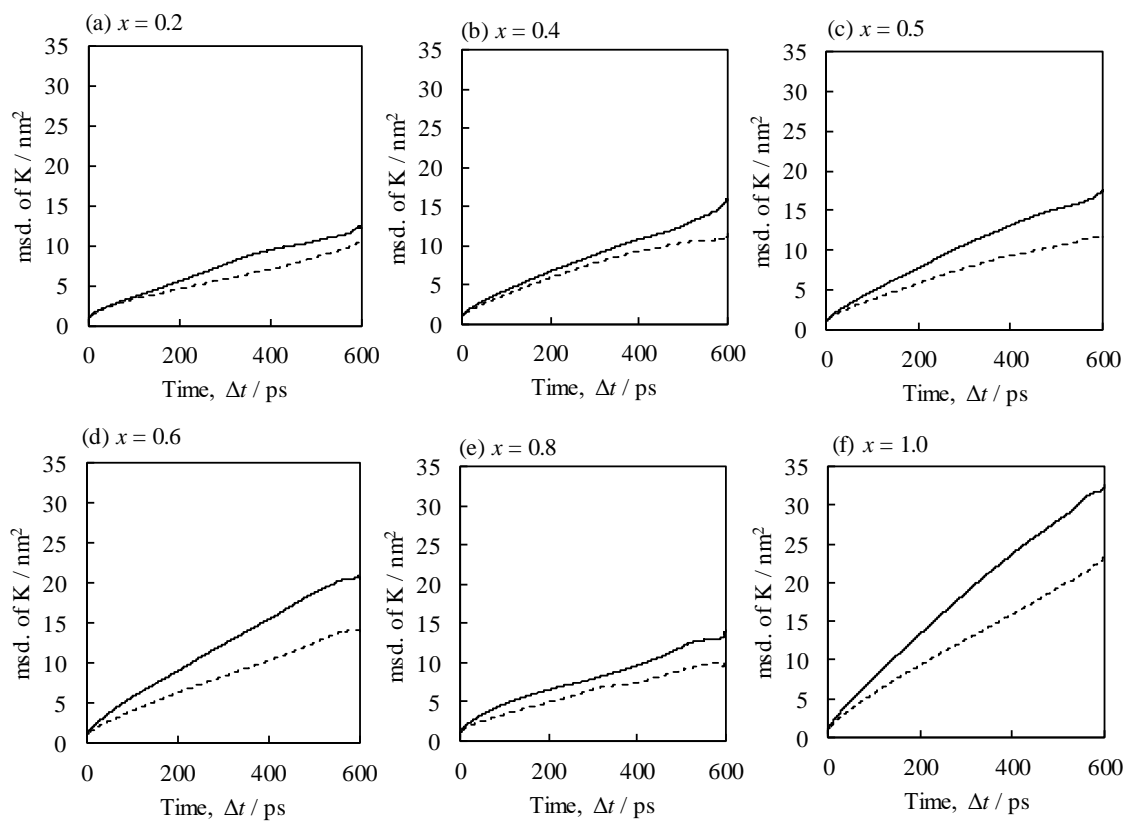 (a) x = 0.2
msd. of K / nm²
35
30
25
20
15
10
5
0
0 200 400 600
Time, Δt / ps
(b) x = 0.4
msd. of K / nm²
35
30
25
20
15
10
5
0
0 200 400 600
Time, Δt / ps
(c) x = 0.5
msd. of K / nm²
35
30
25
20
15
10
5
0
0 200 400 600
Time, Δt / ps
(d) x = 0.6
msd. of K / nm²
35
30
25
20
15
10
5
0
0 200 400 600
Time, Δt / ps
(e) x = 0.8
msd. of K / nm²
35
30
25
20
15
10
5
0
0 200 400 600
Time, Δt / ps
(f) x = 1.0
msd. of K / nm²
35
30
25
20
15
10
5
0
0 200 400 600
Time, Δt / ps